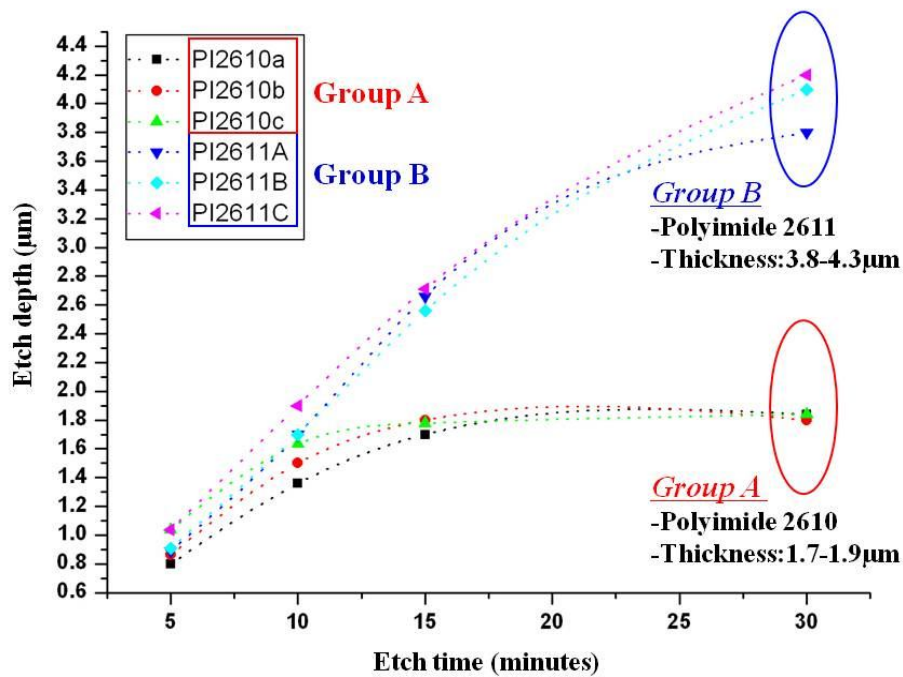 4.4
4.2
4.0
3.8
3.6
3.4
3.2
3.0
2.8
2.6
2.4
2.2
2.0
1.8
1.6
1.4
1.2
1.0
0.8
0.6
Etch depth (μm)
PI2610a
PI2610b
PI2610c
PI2611A
PI2611B
PI2611C
Group A
Group B
Group B
-Polyimide 2611
-Thickness:3.8-4.3μm
Group A
-Polyimide 2610
-Thickness:1.7-1.9μm
5 10 15 20 25 30
Etch time (minutes)